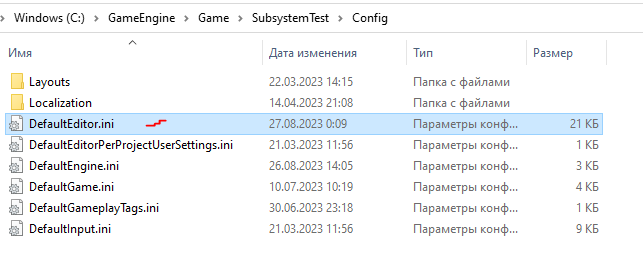 Windows (C:) > GameEngine > Game > SubsystemTest > Config
Имя Дата изменения Тип Размер
Layouts 22.03.2023 14:15 Папка с файлами
Localization 14.04.2023 21:08 Папка с файлами
DefaultEditor.ini 27.08.2023 0:09 Параметры конф... 21 КБ
DefaultEditorPerProjectUserSettings.ini 21.03.2023 11:56 Параметры конф... 1 КБ
DefaultEngine.ini 26.08.2023 14:05 Параметры конф... 3 КБ
DefaultGame.ini 10.07.2023 10:19 Параметры конф... 4 КБ
DefaultGameplayTags.ini 30.06.2023 23:18 Параметры конф... 1 КБ
DefaultInput.ini 21.03.2023 11:56 Параметры конф... 9 КБ